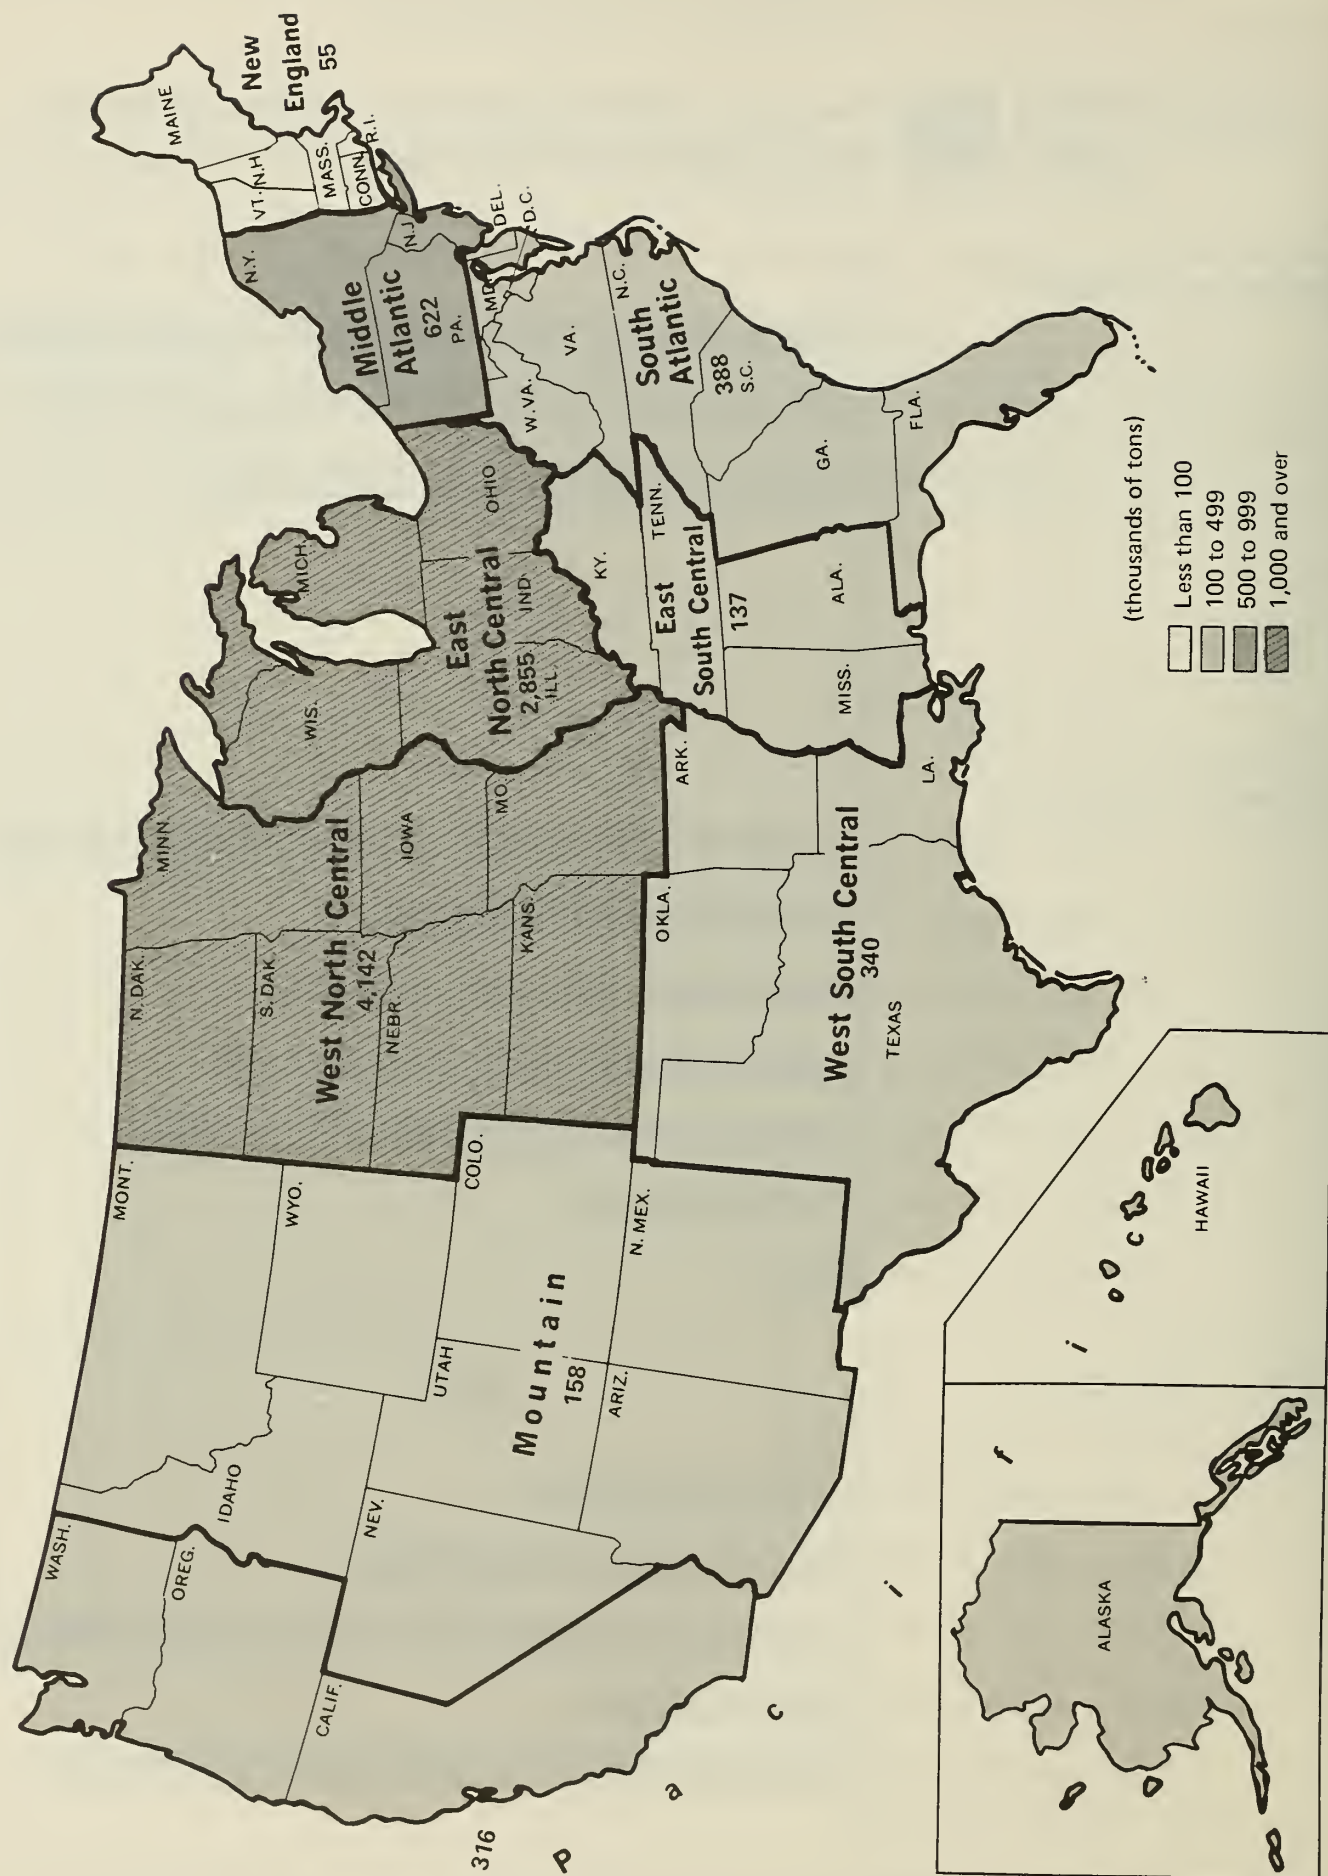 WASH.
MONT.
N. DAK.
MINN
OREG.
IDAHO
WYO.
S. DAK.
WIS.
MICH.
N.Y.
VT.
N.H
MAINE
MASS.
CONN.
R.I.
New
England
55
West North Central
4,142
NEBR.
IOWA
Middle
Atlantic
622
PA.
N.J
CALIF.
NEV.
UTAH
COLO.
KANS.
MO.
East
North Central
2,855
ILL.
IND
OHIO
W.VA.
MD.
DEL.
D.C.
VA.
316
P
a
c
i
f
i
c
Mountain
158
ARIZ.
N. MEX.
OKLA.
ARK.
KY.
TENN.
East
South Central
137
N.C.
South
Atlantic
388
S.C.
West South Central
340
TEXAS
LA.
MISS.
ALA.
GA.
FLA.
ALASKA
HAWAII
(thousands of tons)
Less than 100
100 to 499
500 to 999
1,000 and over